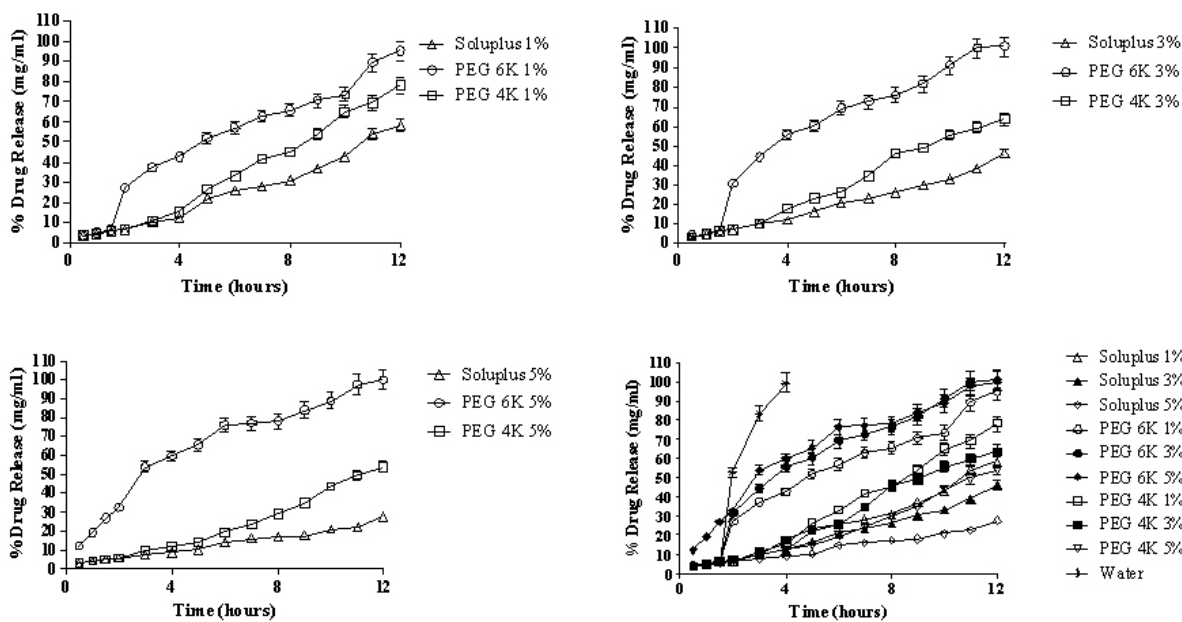 % Drug Release (mg/ml)
110
100
90
80
70
60
50
40
30
20
10
0
0 4 8 12
Time (hours)
Soluplus 1%
PEG 6K 1%
PEG 4K 1%
% Drug Release (mg/ml)
110
100
90
80
70
60
50
40
30
20
10
0
0 4 8 12
Time (hours)
Soluplus 3%
PEG 6K 3%
PEG 4K 3%
%Drug Release (mg/ml)
110
100
90
80
70
60
50
40
30
20
10
0
0 4 8 12
Time (hours)
Soluplus 5%
PEG 6K 5%
PEG 4K 5%
% Drug Release (mg/ml)
110
100
90
80
70
60
50
40
30
20
10
0
0 4 8 12
Time (hours)
Soluplus 1%
Soluplus 3%
Soluplus 5%
PEG 6K 1%
PEG 6K 3%
PEG 6K 5%
PEG 4K 1%
PEG 4K 3%
PEG 4K 5%
Water